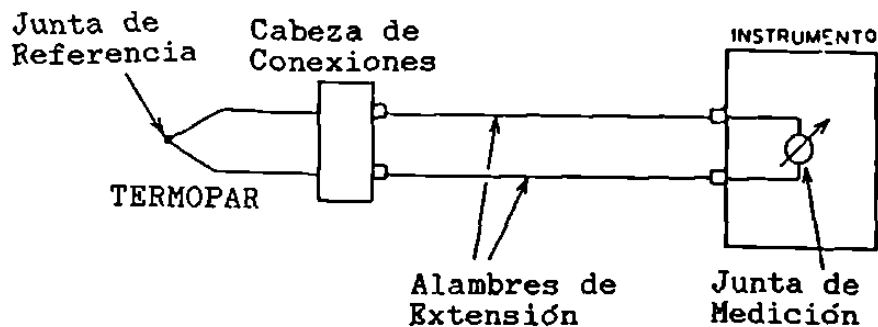 Junta de
Referencia
Cabeza de
Conexiones
INSTRUMENTO
TERMOPAR
Alambres de
Extensión
Junta de
Medición